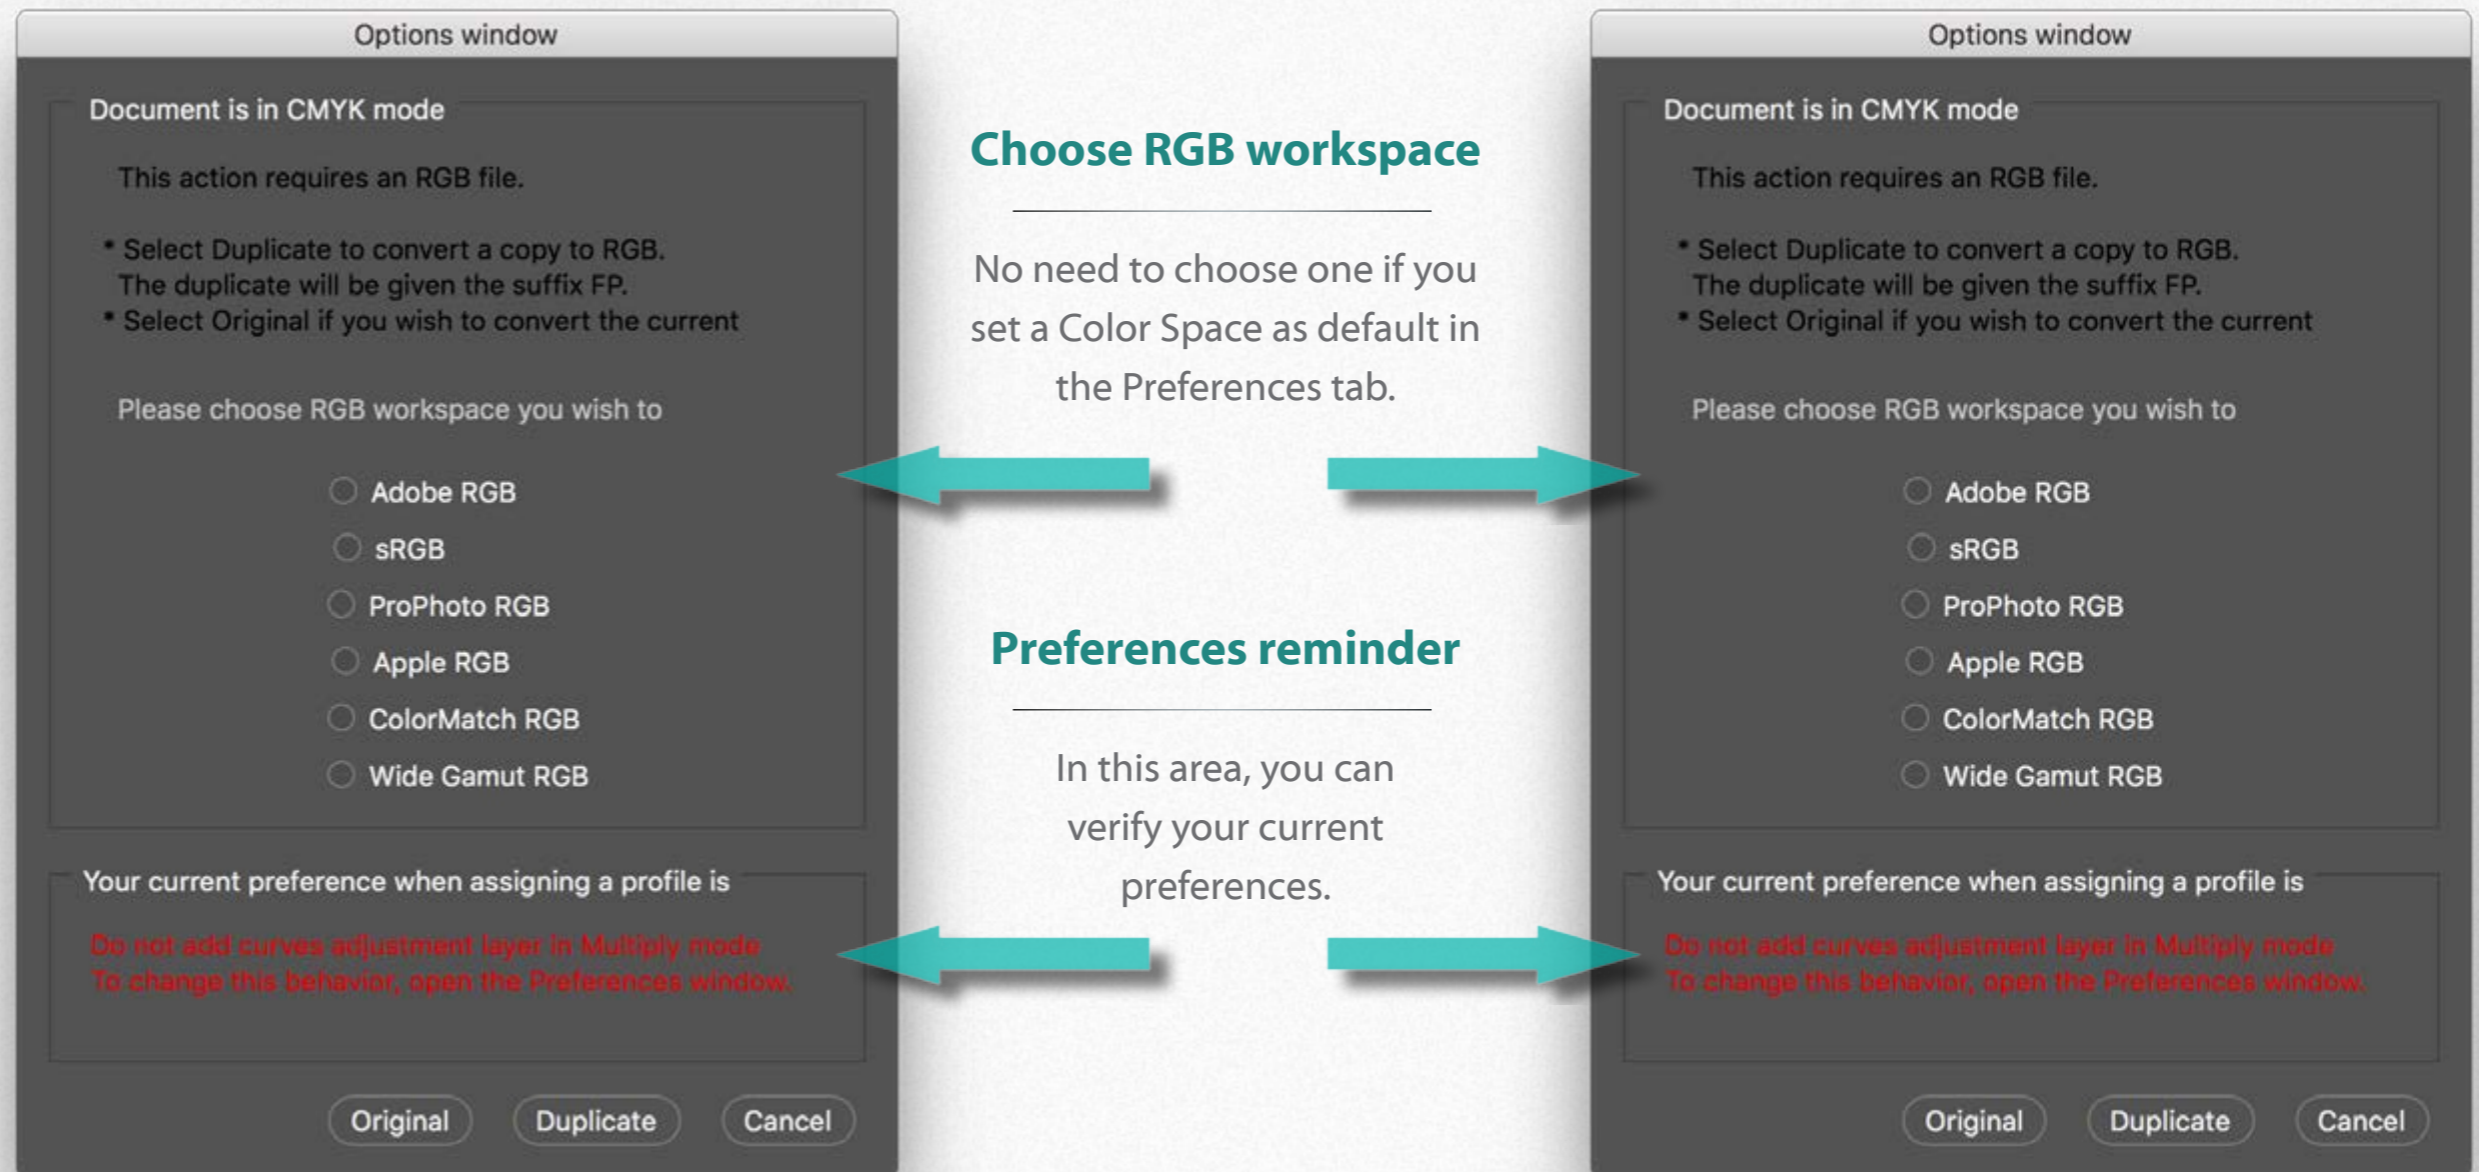 Options window
Document is in CMYK mode
This action requires an RGB file.
* Select Duplicate to convert a copy to RGB.
The duplicate will be given the suffix FP.
* Select Original if you wish to convert the current
Please choose RGB workspace you wish to
Adobe RGB
sRGB
ProPhoto RGB
Apple RGB
ColorMatch RGB
Wide Gamut RGB
Your current preference when assigning a profile is
Do not add curves adjustment layer in Multiply mode
To change this behavior, open the Preferences window.
Original Duplicate Cancel
Choose RGB workspace
No need to choose one if you
set a Color Space as default in
the Preferences tab.
Preferences reminder
In this area, you can
verify your current
preferences.
Options window
Document is in CMYK mode
This action requires an RGB file.
* Select Duplicate to convert a copy to RGB.
The duplicate will be given the suffix FP.
* Select Original if you wish to convert the current
Please choose RGB workspace you wish to
Adobe RGB
sRGB
ProPhoto RGB
Apple RGB
ColorMatch RGB
Wide Gamut RGB
Your current preference when assigning a profile is
Do not add curves adjustment layer in Multiply mode
To change this behavior, open the Preferences window.
Original Duplicate Cancel